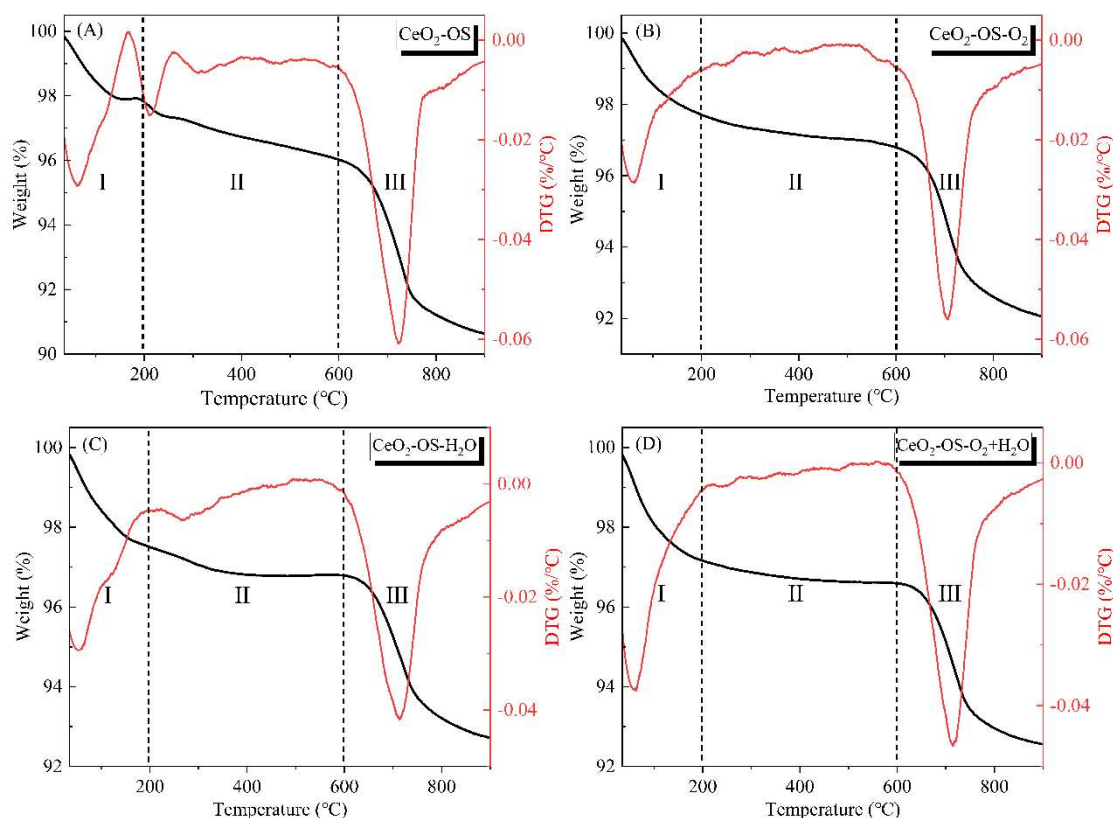 (A)
CeO₂-OS
100
98
96
94
92
90
Weight (%)
I
II
III
0.00
-0.02
-0.04
-0.06
DTG (%/°C)
200
400
600
800
Temperature (°C)
(B)
CeO₂-OS-O₂
100
98
96
94
92
Weight (%)
I
II
III
0.00
-0.02
-0.04
-0.06
DTG (%/°C)
200
400
600
800
Temperature (°C)
(C)
CeO₂-OS-H₂O
100
98
96
94
92
Weight (%)
I
II
III
0.00
-0.02
-0.04
DTG (%/°C)
200
400
600
800
Temperature (°C)
(D)
CeO₂-OS-O₂+H₂O
100
98
96
94
92
Weight (%)
I
II
III
0.00
-0.02
-0.04
DTG (%/°C)
200
400
600
800
Temperature (°C)